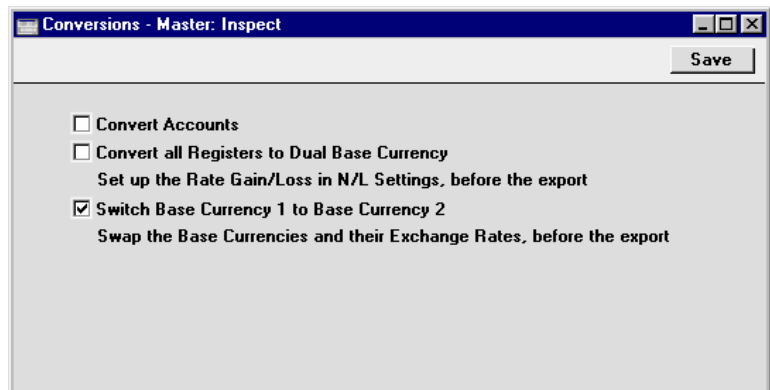 Conversions - Master: Inspect
Save
Convert Accounts
Convert all Registers to Dual Base Currency
Set up the Rate Gain/Loss in N/L Settings, before the export
Switch Base Currency 1 to Base Currency 2
Swap the Base Currencies and their Exchange Rates, before the export